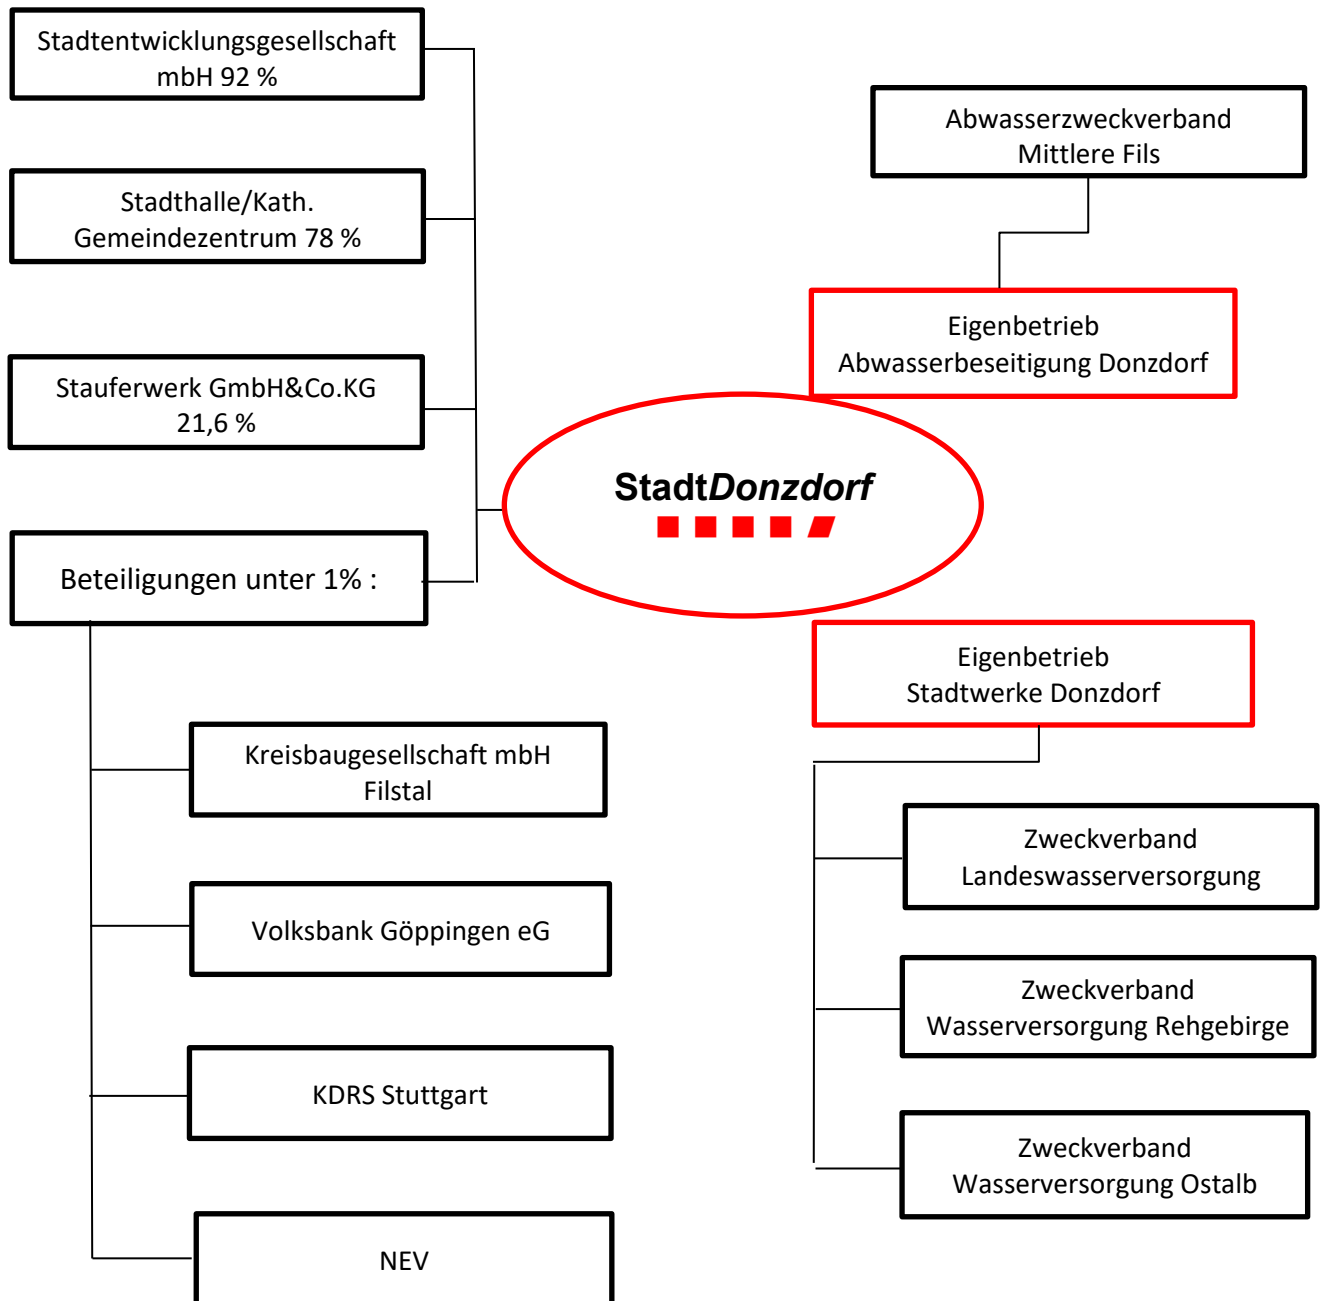 Stadtentwicklungsgesellschaft
mbH 92 %
Stadthalle/Kath.
Gemeindezentrum 78 %
Stauferwerk GmbH&Co.KG
21,6 %
Beteiligungen unter 1% :
Kreisbaugesellschaft mbH
Filstal
Volksbank Göppingen eG
KDRS Stuttgart
NEV
StadtDonzdorf
Abwasserzweckverband
Mittlere Fils
Eigenbetrieb
Abwasserbeseitigung Donzdorf
Eigenbetrieb
Stadtwerke Donzdorf
Zweckverband
Landeswasserversorgung
Zweckverband
Wasserversorgung Rehgebirge
Zweckverband
Wasserversorgung Ostalb